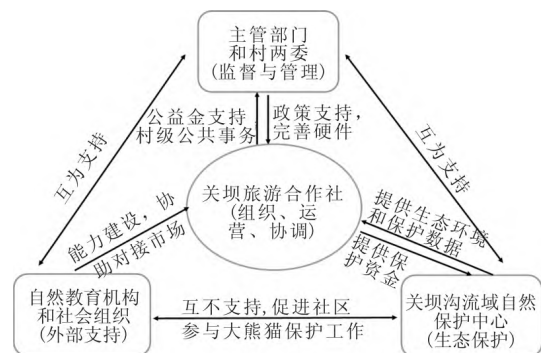 主管部门
和村两委
(监督与管理)
公益金支持
村级公共事务
政策支持，
完善硬件
互为支持
互为支持
关坝旅游合作社
(组织、运
营、协调)
能力建设，协
助对接市场
提供生态环境
和保护数据
提供保
护资金
自然教育机构
和社会组织
(外部支持)
互不支持,促进社区
参与大熊猫保护工作
关坝沟流域自然
保护中心
(生态保护)